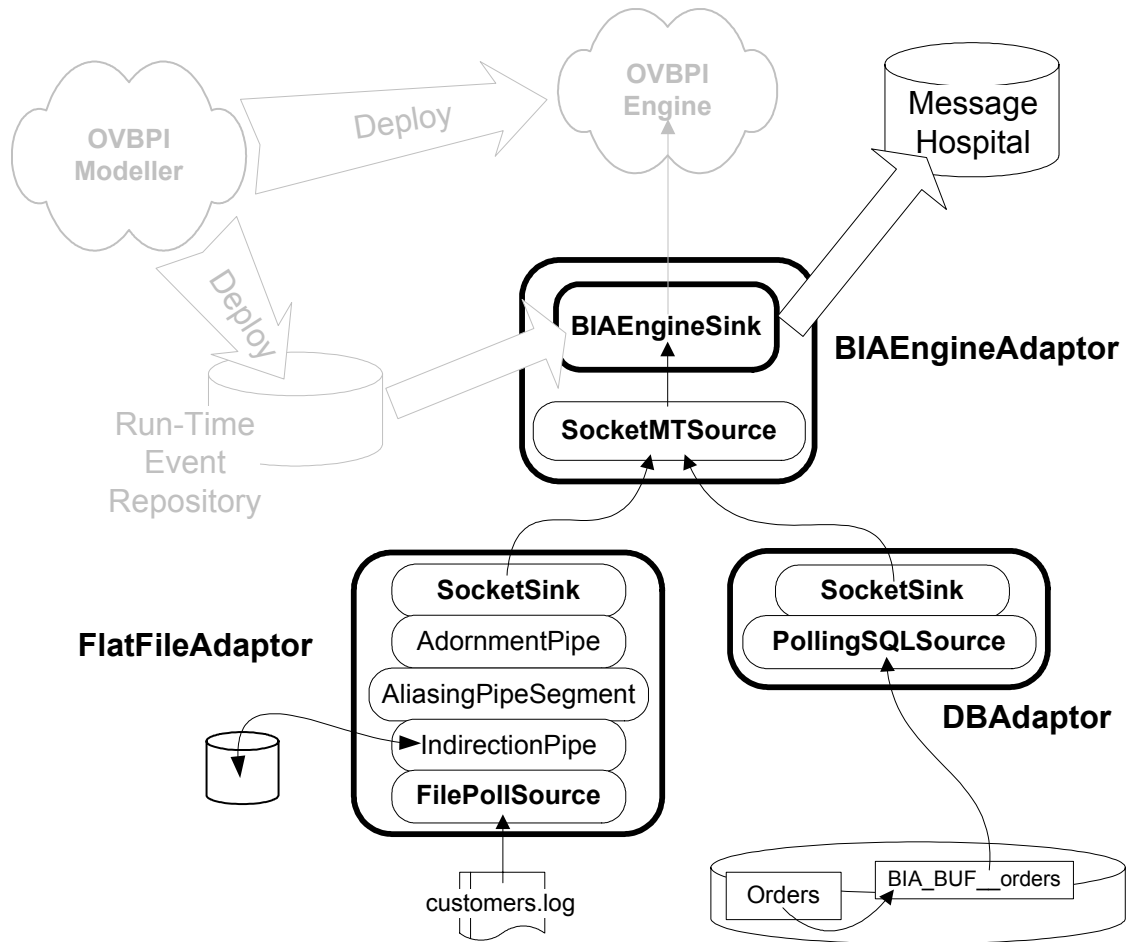 OVBPI
Engine
Message
Hospital
OVBPI
Modeller
Deploy
Deploy
BIAEngineSink
BIAEngineAdaptor
SocketMTSource
Run-Time
Event
Repository
SocketSink
SocketSink
FlatFileAdaptor
AdornmentPipe
PollingSQLSource
AliasingPipeSegment
DBAdaptor
IndirectionPipe
FilePollSource
customers.log
Orders
BIA_BUF__orders